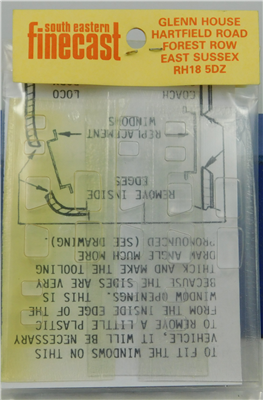 south eastern
finecast
GLENN HOUSE
HARTFIELD ROAD
FOREST ROW
EAST SUSSEX
RH18 5DZ
TO FIT THE WINDOWS ON THIS
VEHICLE, IT WILL BE NECESSARY
TO REMOVE A LITTLE PLASTIC
FROM THE INSIDE EDGE OF THE
WINDOW OPENINGS. THIS IS
BECAUSE THE SIDES ARE VERY
THICK AND MAKE THE TOOLING
DRAW ANGLE MUCH MORE
PRONOUNCED (SEE DRAWING).
REMOVE INSIDE
EDGES
REPLACEMENT
WINDOWS
COACH
LOCO